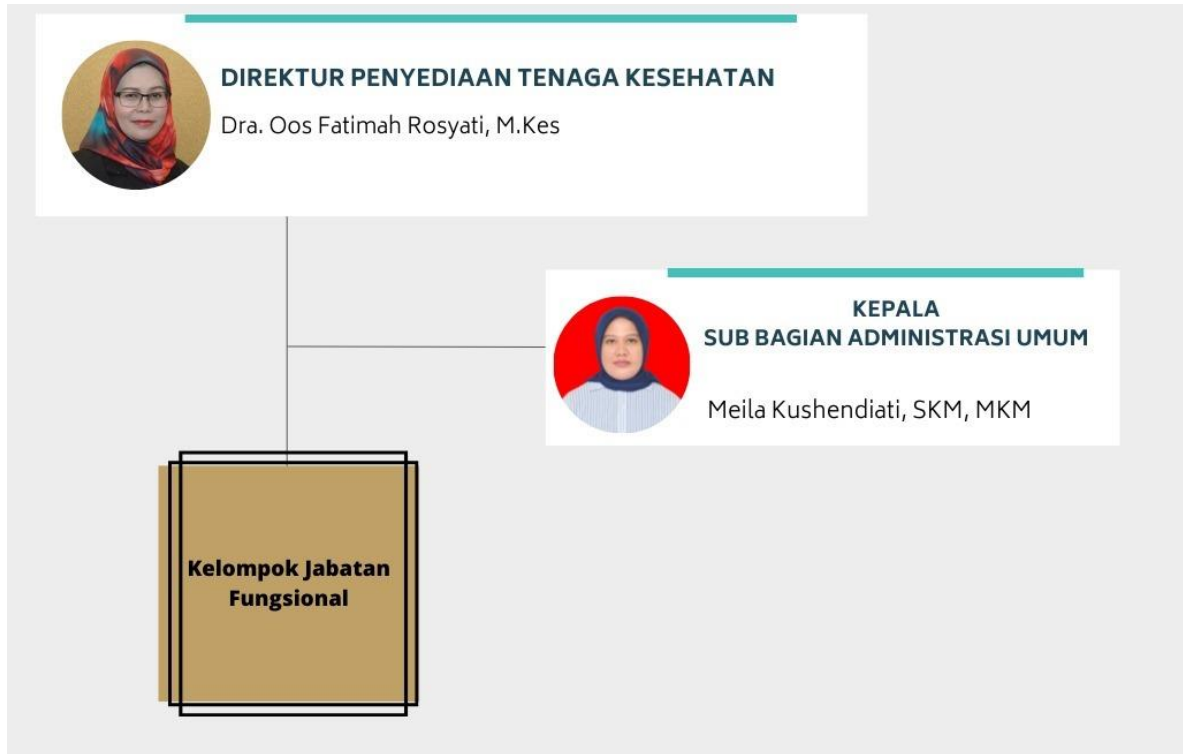 DIREKTUR PENYEDIAAN TENAGA KESEHATAN
Dra. Oos Fatimah Rosyati, M.Kes
KEPALA
SUB BAGIAN ADMINISTRASI UMUM
Meila Kushendiati, SKM, MKM
Kelompok Jabatan
Fungsional